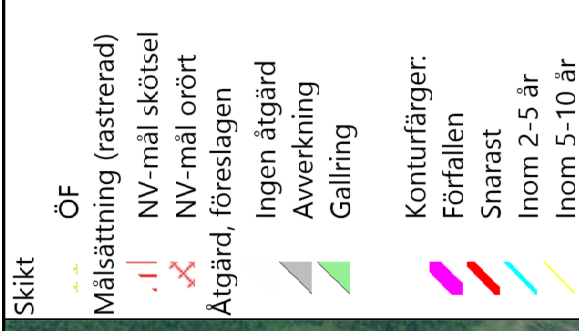 Skikt
ÖF
Målsättning (rastrerad)
NV-mål skötsel
NV-mål orört
Åtgärd, föreslagen
Ingen åtgärd
Avverkning
Gallring
Konturfärger:
Förfallen
Snarast
Inom 2-5 år
Inom 5-10 år